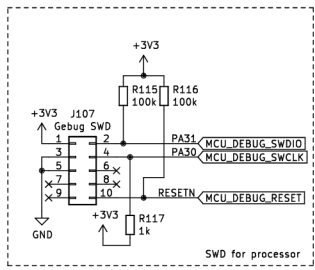 +3V3
R115 R116
100k 100k
+3V3 J107
Gebug SWD
1 2 PA31 MCU_DEBUG_SWDIO
3 4 PA30 MCU_DEBUG_SWCLK
5 6
7 8
9 10 RESETN MCU_DEBUG_RESET
+3V3 R117
1k
GND
SWD for processor